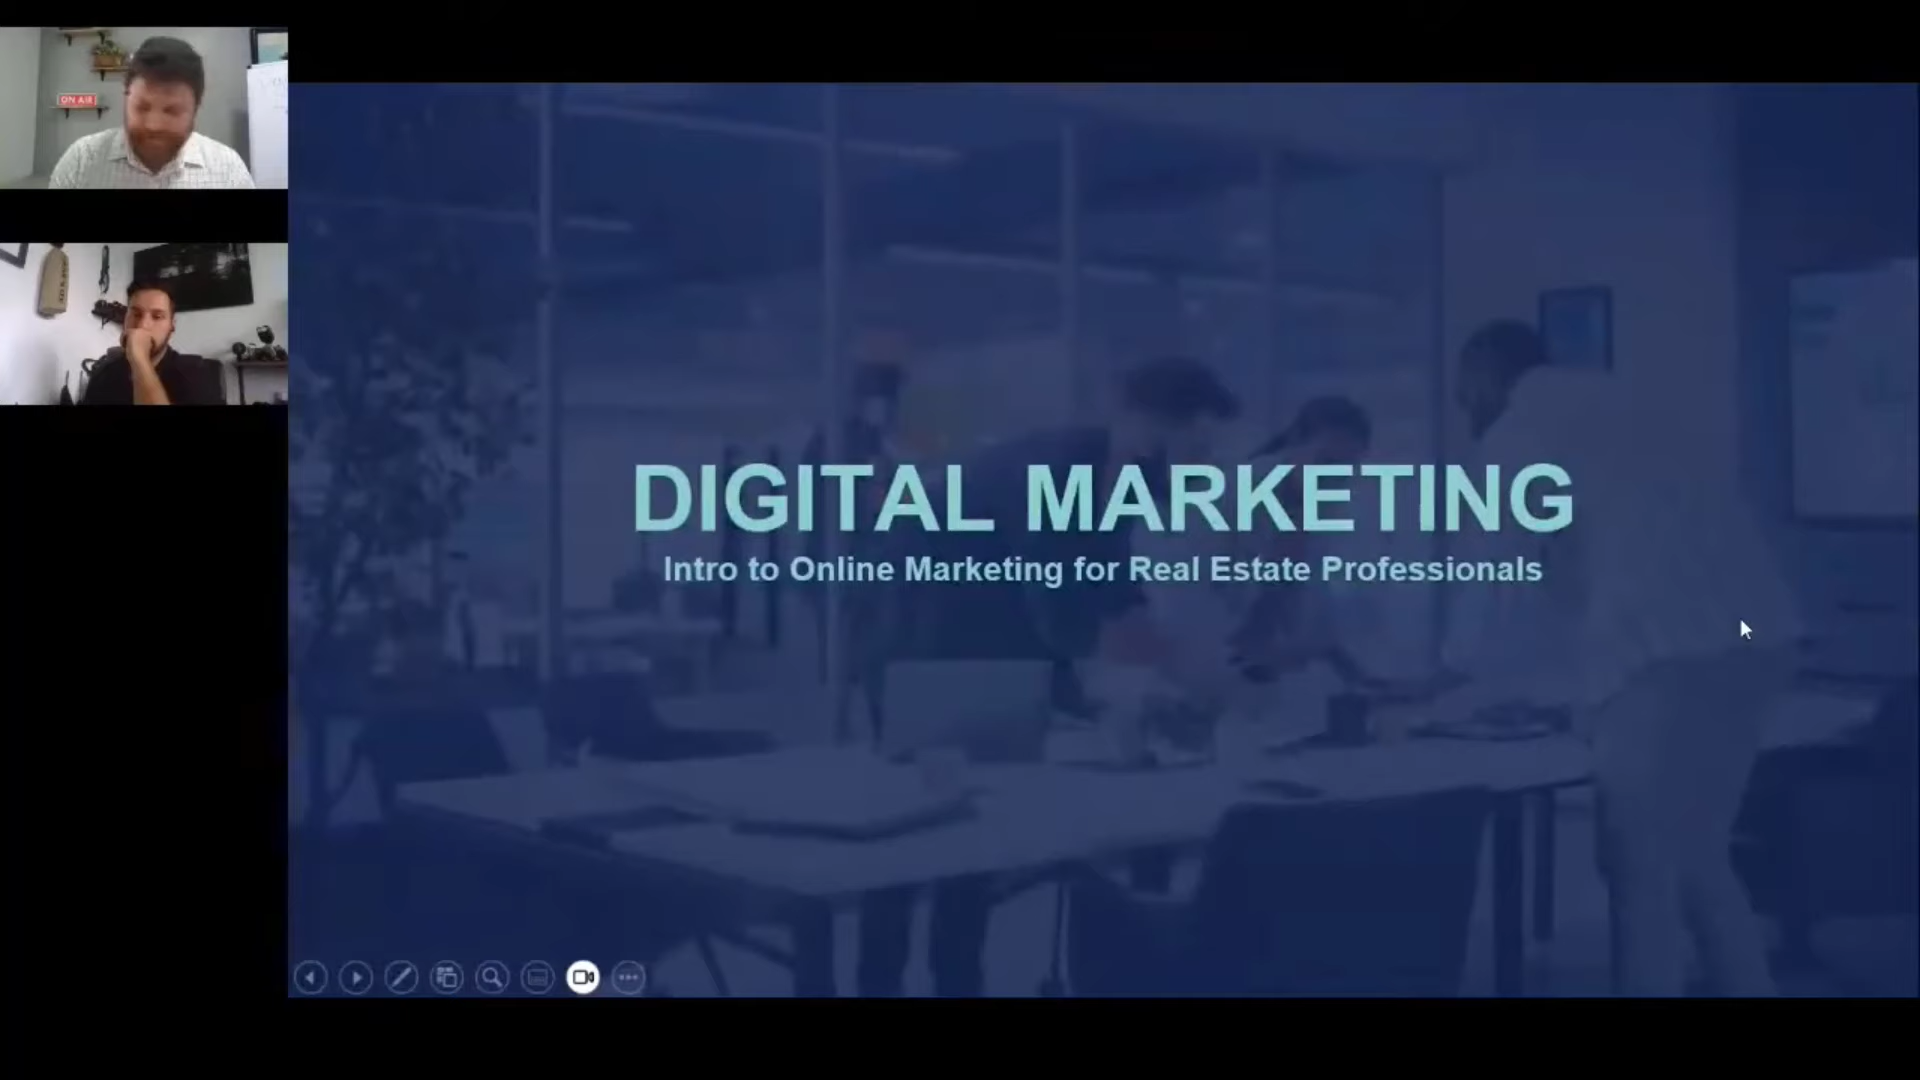 ON AIR
DIGITAL MARKETING
Intro to Online Marketing for Real Estate Professionals